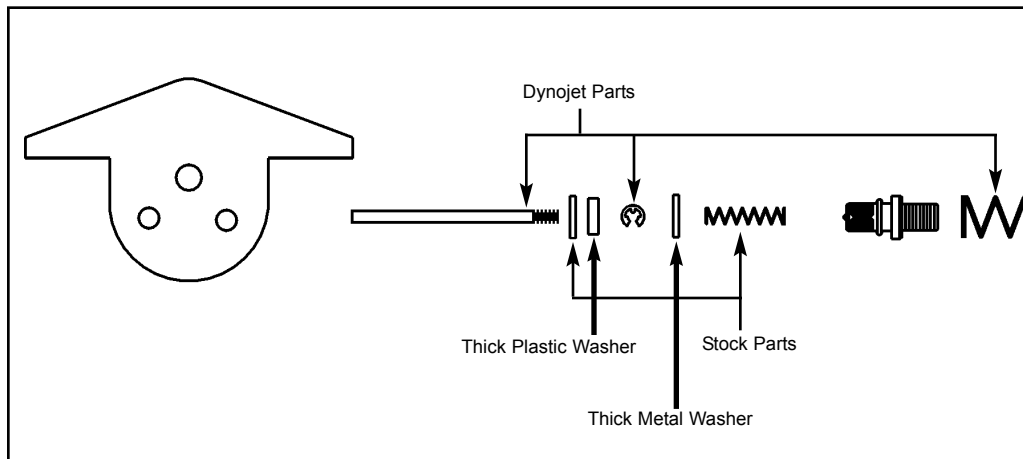 Dynojet Parts
Thick Plastic Washer
Stock Parts
Thick Metal Washer